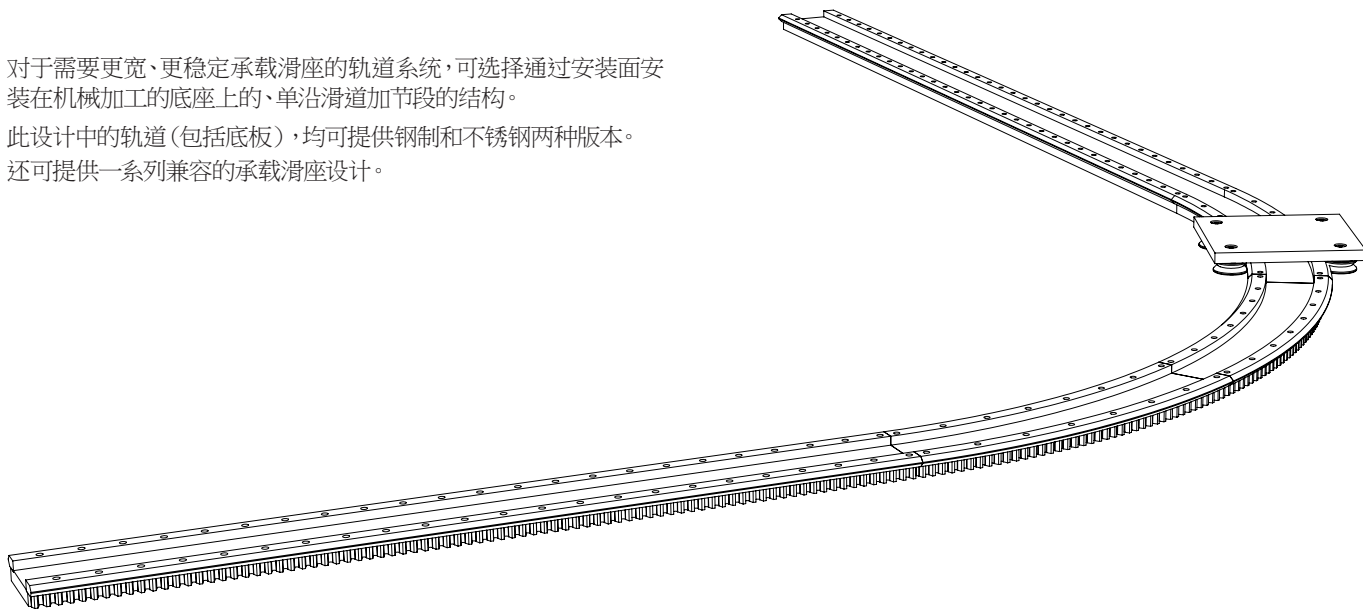 对于需要更宽、更稳定承载滑座的轨道系统，可选择通过安装面安
装在机械加工的底座上的、单沿滑道加节段的结构。
此设计中的轨道（包括底板），均可提供钢制和不锈钢两种版本。
还可提供一系列兼容的承载滑座设计。